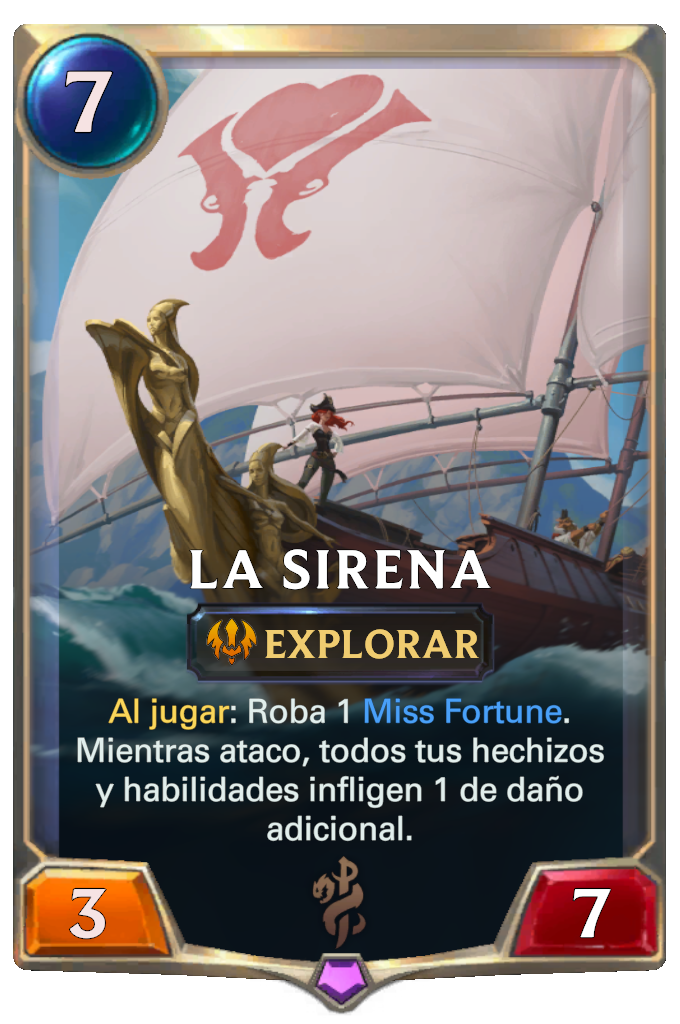 7
LA SIRENA
EXPLORAR
Al jugar: Roba 1 Miss Fortune.
Mientras ataco, todos tus hechizos
y habilidades infligen 1 de daño
adicional.
3
7